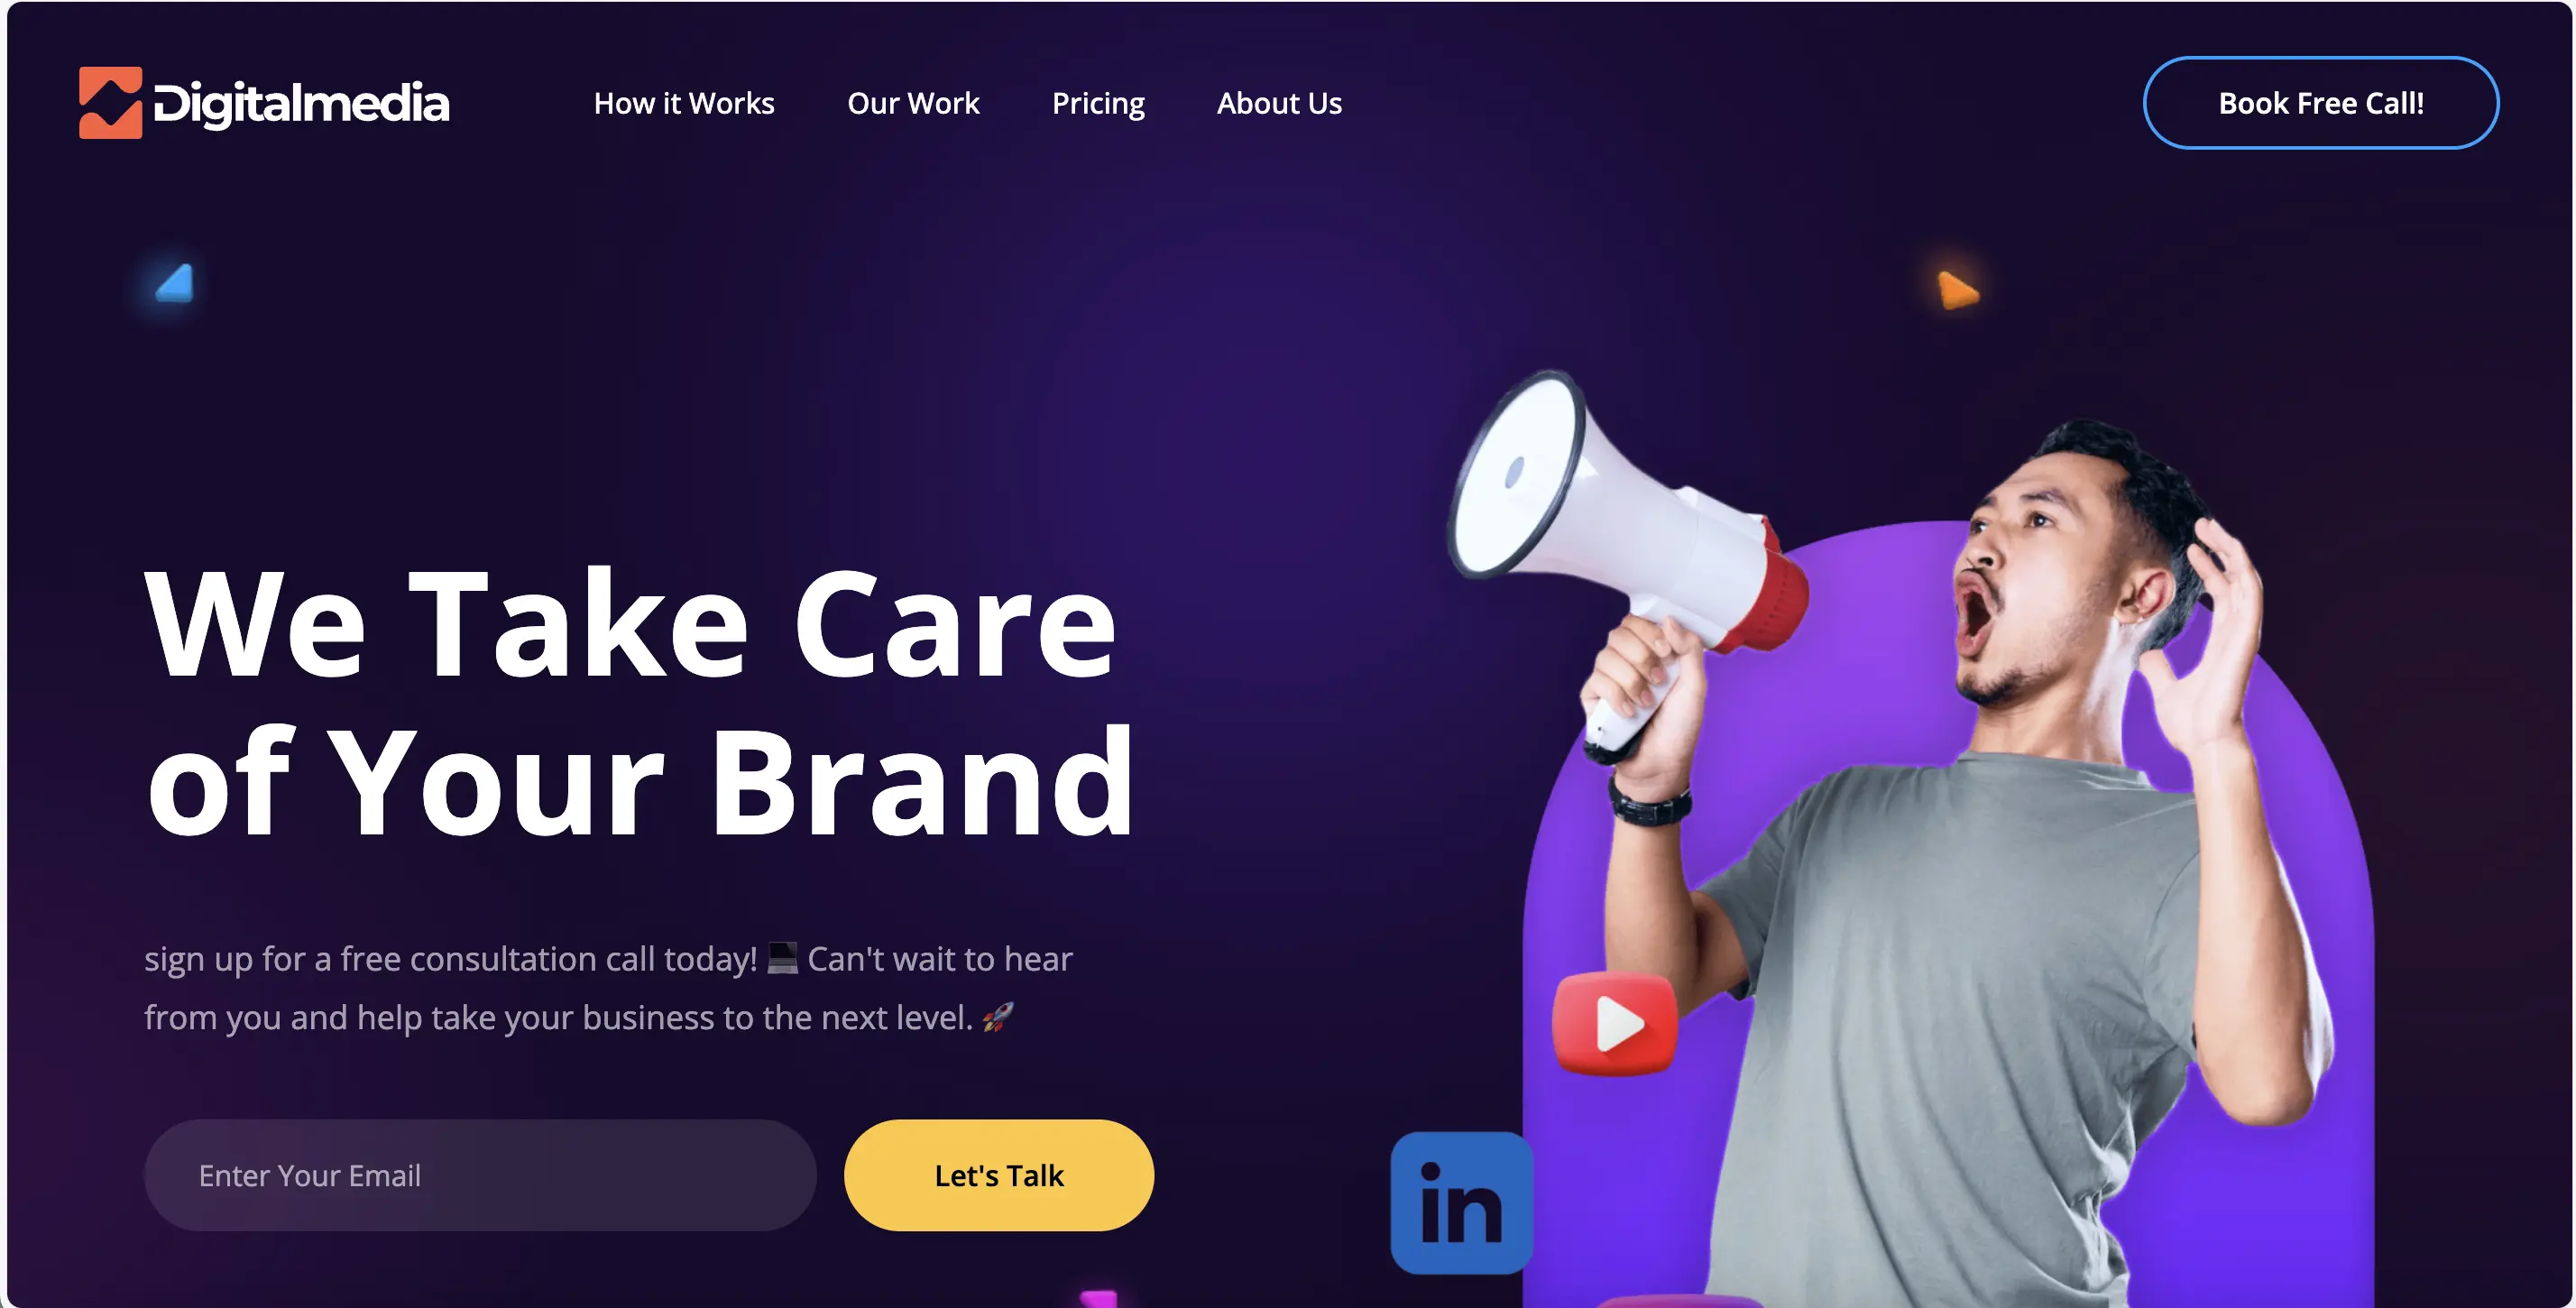 Digitalmedia
How it Works
Our Work
Pricing
About Us
Book Free Call!
We Take Care
of Your Brand
sign up for a free consultation call today! 💻 Can't wait to hear
from you and help take your business to the next level. 🚀
Enter Your Email
Let's Talk
in